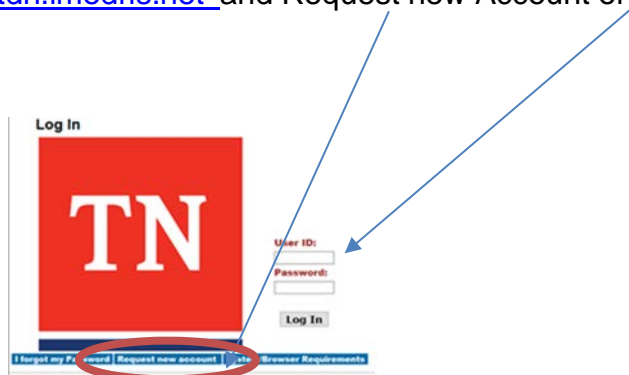 and Request new Account or
Log In
TN
User ID:
Password:
Log In
I forgot my Password Request new account Browser Requirements